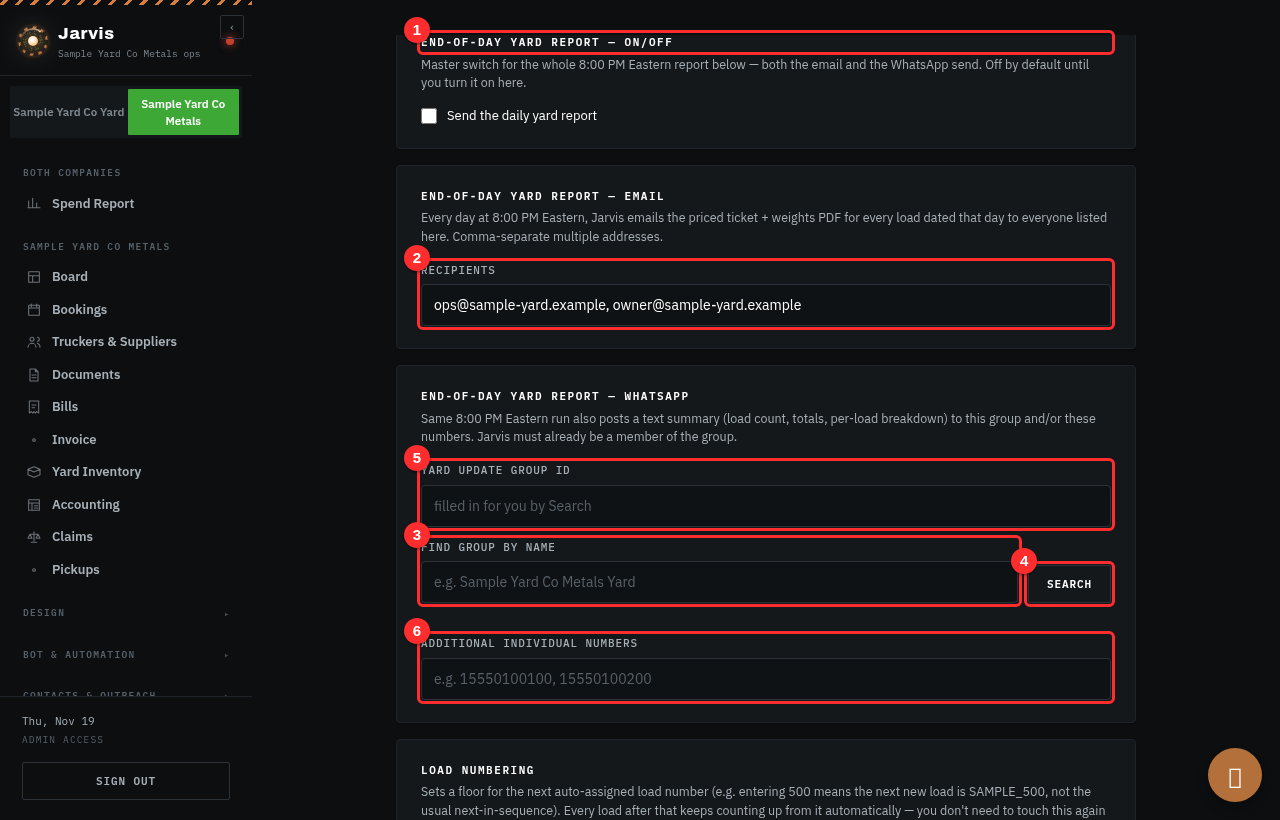 Jarvis
Sample Yard Co Metals ops
‹
Sample Yard Co Yard
Sample Yard Co Metals
BOTH COMPANIES
Spend Report
SAMPLE YARD CO METALS
Board
Bookings
Truckers & Suppliers
Documents
Bills
Invoice
Yard Inventory
Accounting
Claims
Pickups
DESIGN
BOT & AUTOMATION
CONTACTS & OUTREACH
Thu, Nov 19
ADMIN ACCESS
SIGN OUT
1
END-OF-DAY YARD REPORT — ON/OFF
Master switch for the whole 8:00 PM Eastern report below — both the email and the WhatsApp send. Off by default until
you turn it on here.
Send the daily yard report
END-OF-DAY YARD REPORT — EMAIL
Every day at 8:00 PM Eastern, Jarvis emails the priced ticket + weights PDF for every load dated that day to everyone listed
here. Comma-separate multiple addresses.
2
RECIPIENTS
ops@sample-yard.example, owner@sample-yard.example
END-OF-DAY YARD REPORT — WHATSAPP
Same 8:00 PM Eastern run also posts a text summary (load count, totals, per-load breakdown) to this group and/or these
numbers. Jarvis must already be a member of the group.
5
YARD UPDATE GROUP ID
filled in for you by Search
3
FIND GROUP BY NAME
e.g. Sample Yard Co Metals Yard
4
SEARCH
6
ADDITIONAL INDIVIDUAL NUMBERS
e.g. 15550100100, 15550100200
LOAD NUMBERING
Sets a floor for the next auto-assigned load number (e.g. entering 500 means the next new load is SAMPLE_500, not the
usual next-in-sequence). Every load after that keeps counting up from it automatically — you don't need to touch this again